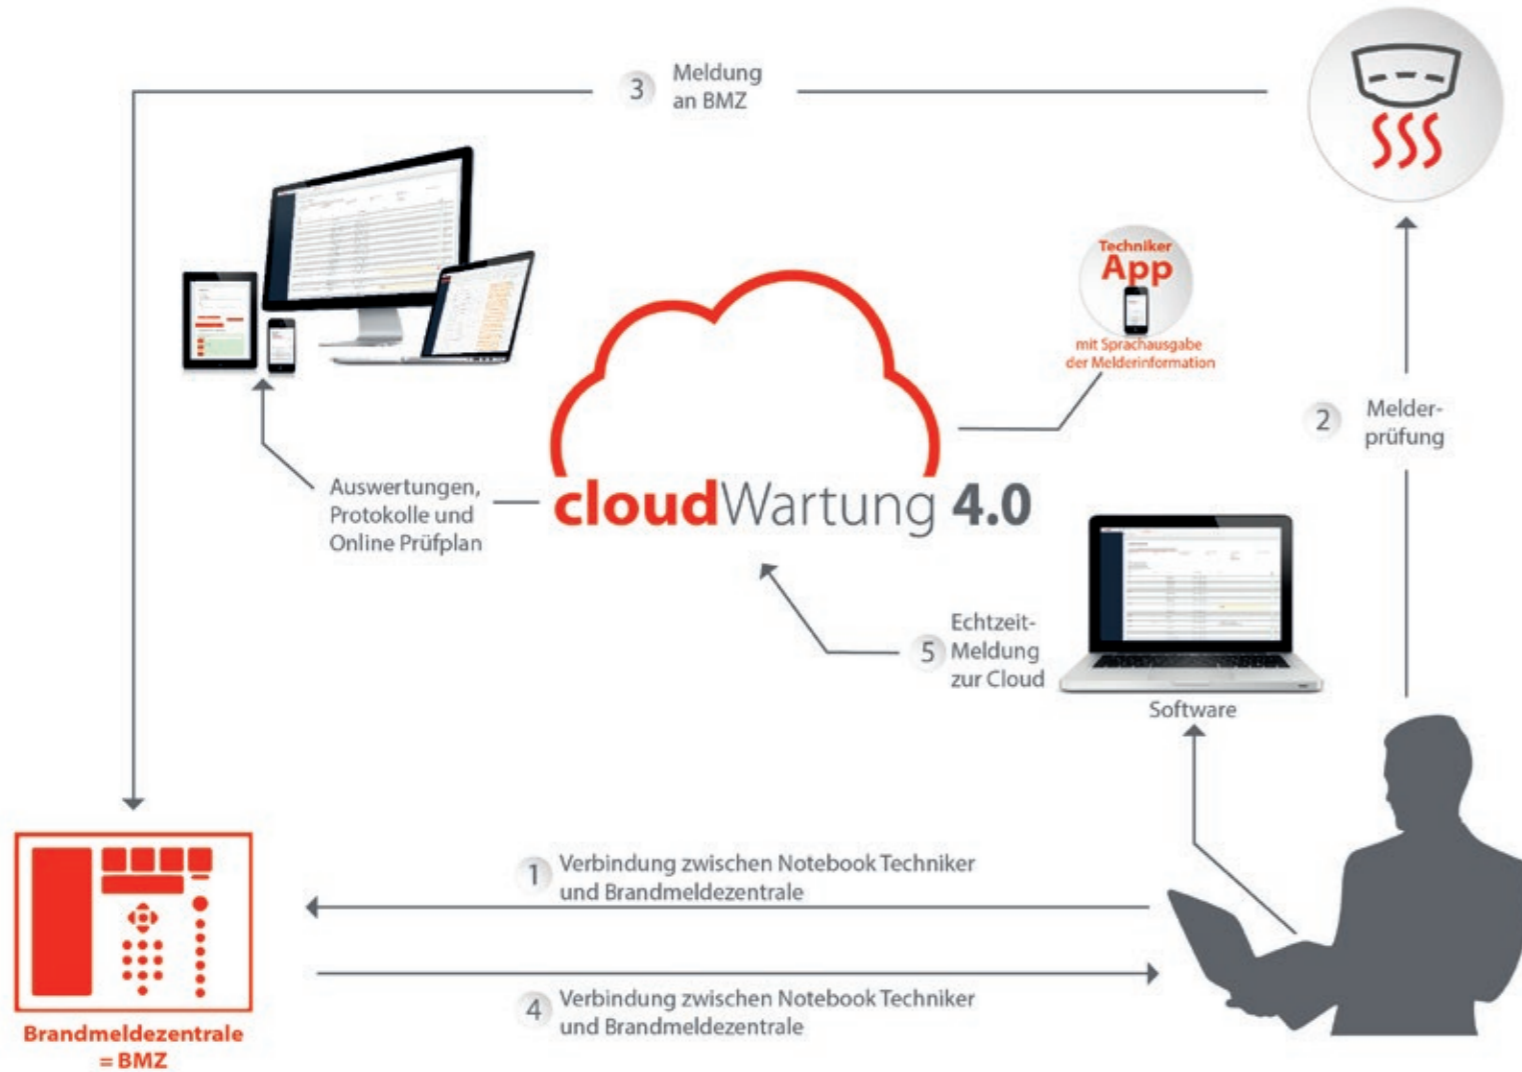 3
Meldung
an BMZ
Techniker
App
mit Sprachausgabe
der Melderinformation
2
Melder-
prüfung
Auswertungen,
Protokolle und
Online Prüfplan
cloudWartung 4.0
5
Echtzeit-
Meldung
zur Cloud
Software
1
Verbindung zwischen Notebook Techniker
und Brandmeldezentrale
4
Verbindung zwischen Notebook Techniker
und Brandmeldezentrale
Brandmeldezentrale
= BMZ